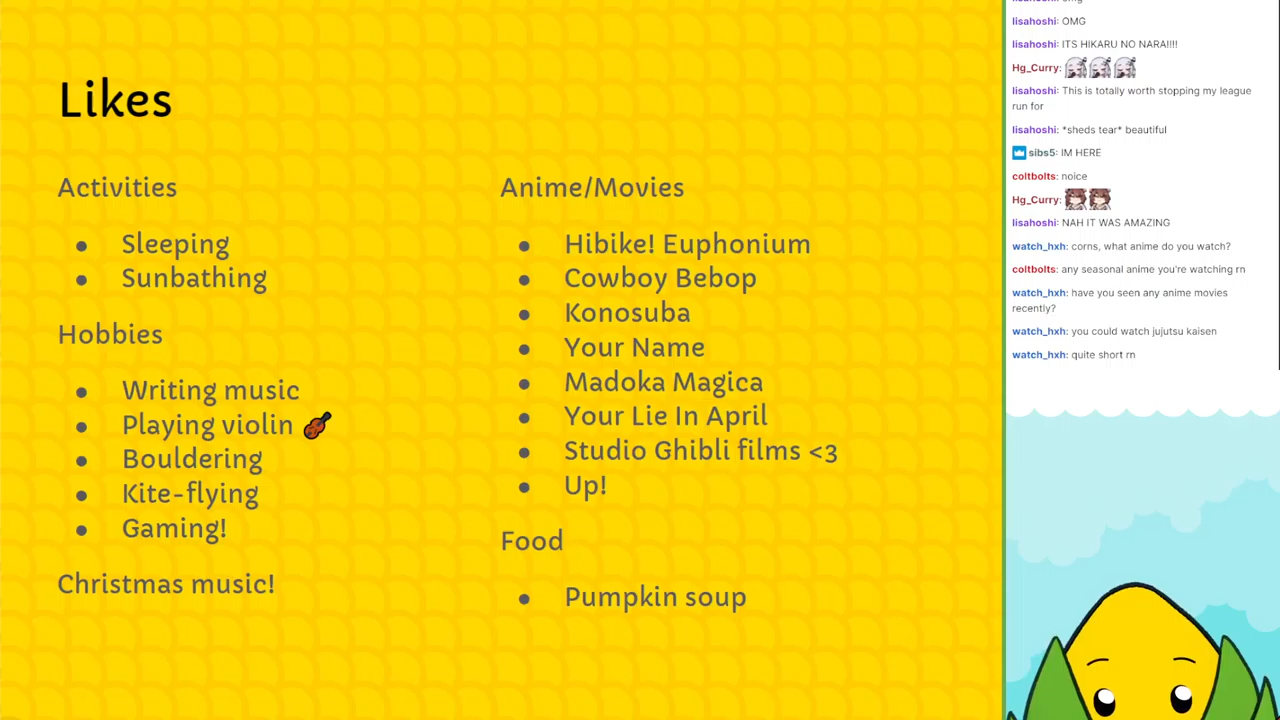 Likes
Activities
● Sleeping
● Sunbathing
Hobbies
● Writing music
● Playing violin 🎻
● Bouldering
● Kite-flying
● Gaming!
Christmas music!
Anime/Movies
● Hibike! Euphonium
● Cowboy Bebop
● Konosuba
● Your Name
● Madoka Magica
● Your Lie In April
● Studio Ghibli films <3
● Up!
Food
● Pumpkin soup
lisahoshi: OMG
lisahoshi: ITS HIKARU NO NARA!!!!
Hg_Curry:
lisahoshi: This is totally worth stopping my league
run for
lisahoshi: *sheds tear* beautiful
sibs5: IM HERE
coltbolts: noice
Hg_Curry:
lisahoshi: NAH IT WAS AMAZING
watch_hxh: corns, what anime do you watch?
coltbolts: any seasonal anime you're watching rn
watch_hxh: have you seen any anime movies
recently?
watch_hxh: you could watch jujutsu kaisen
watch_hxh: quite short rn